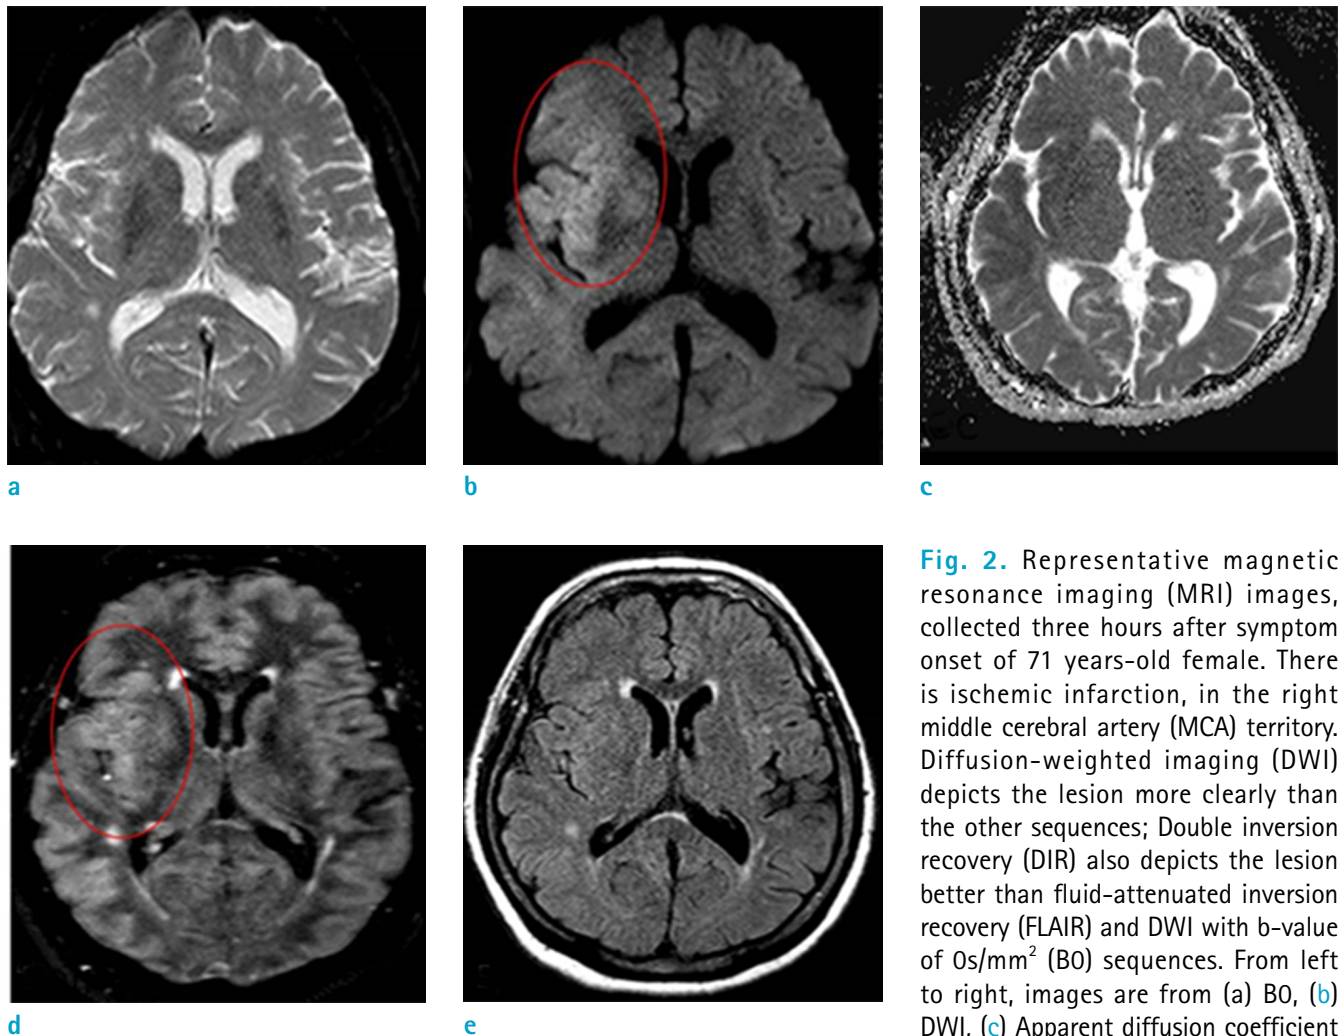 a
b
c
d
e
Fig. 2. Representative magnetic
resonance imaging (MRI) images,
collected three hours after symptom
onset of 71 years-old female. There
is ischemic infarction, in the right
middle cerebral artery (MCA) territory.
Diffusion-weighted imaging (DWI)
depicts the lesion more clearly than
the other sequences; Double inversion
recovery (DIR) also depicts the lesion
better than fluid-attenuated inversion
recovery (FLAIR) and DWI with b-value
of 0s/mm² (B0) sequences. From left
to right, images are from (a) B0, (b)
DWI, (c) Apparent diffusion coefficient